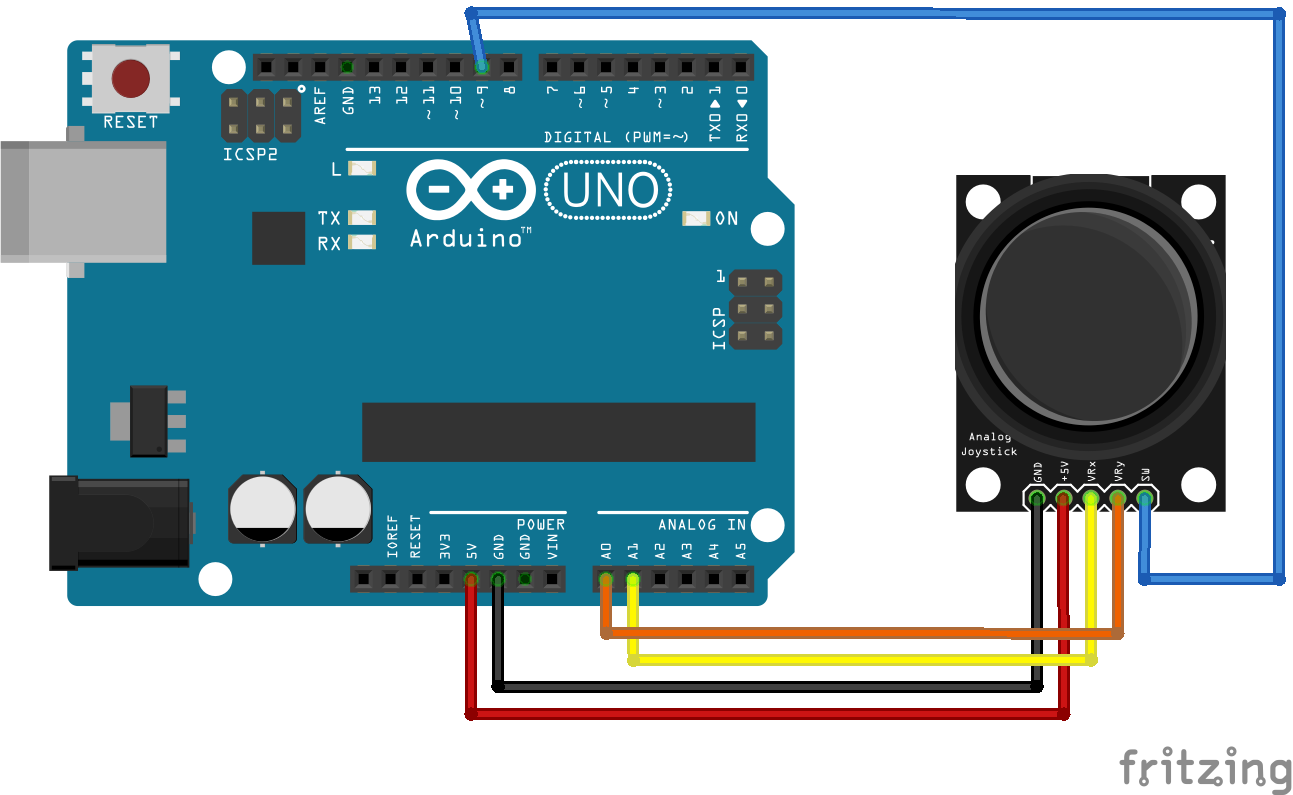 RESET
ICSP2
AREF
GND
13
12
~11
~10
~9
8
7
~6
~5
4
~3
2
TX0▶1
RX0◀0
DIGITAL (PWM=~)
L
TX
RX
UNO
ON
Arduino™
1
ICSP
Analog
Joystick
GND
+5V
VRx
VRy
SW
POWER
ANALOG IN
IOREF
RESET
3V3
5V
GND
GND
VIN
A0
A1
A2
A3
A4
A5
fritzing